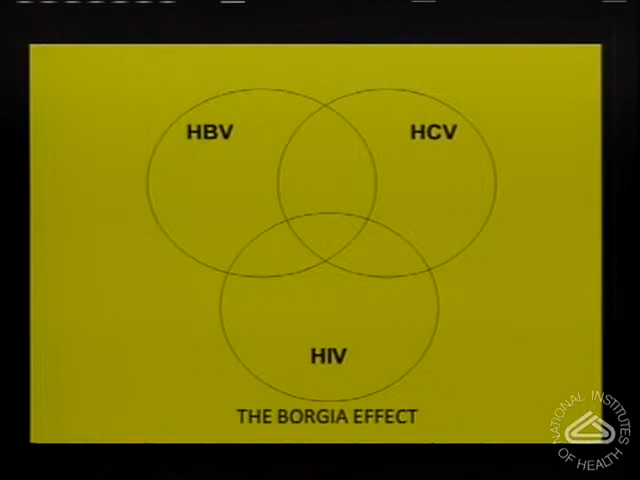 HBV
HCV
HIV
THE BORGIA EFFECT
NATIONAL INSTITUTES
OF HEALTH